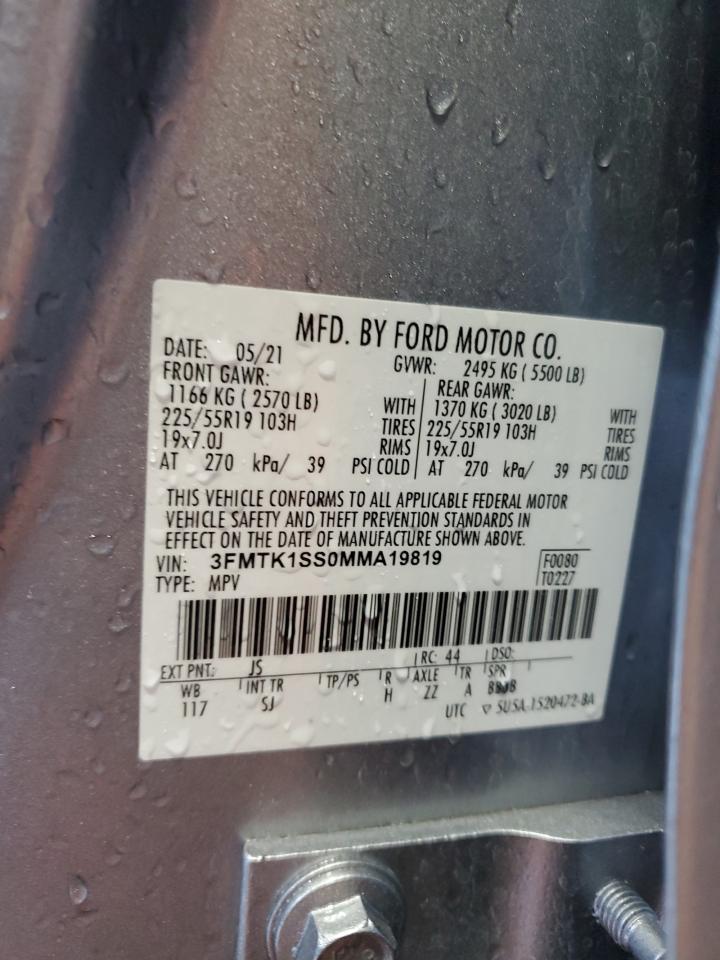 MFD. BY FORD MOTOR CO.
DATE: 05/21 GVWR: 2495 KG ( 5500 LB)
FRONT GAWR: REAR GAWR:
1166 KG ( 2570 LB) WITH 1370 KG ( 3020 LB) WITH
225/55R19 103H TIRES 225/55R19 103H TIRES
19x7.0J RIMS 19x7.0J RIMS
AT 270 kPa/ 39 PSI COLD AT 270 kPa/ 39 PSI COLD
THIS VEHICLE CONFORMS TO ALL APPLICABLE FEDERAL MOTOR
VEHICLE SAFETY AND THEFT PREVENTION STANDARDS IN
EFFECT ON THE DATE OF MANUFACTURE SHOWN ABOVE.
VIN: 3FMTK1SS0MMA19819 F0080
TYPE: MPV T0227
EXT PNT: JS RC: 44 DSO:
WB INT TR TP/PS R AXLE TR SPR
117 SJ H ZZ A
UTC ▽ SU5A-1520472-BA